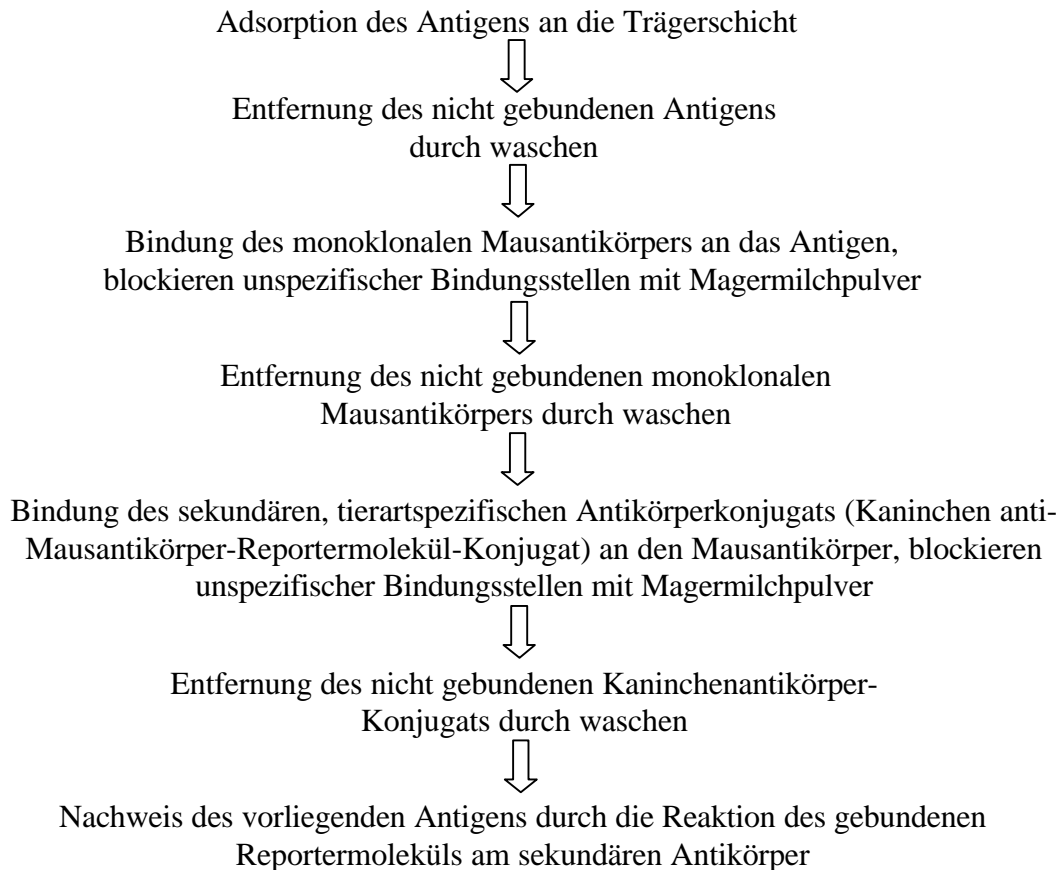 Adsorption des Antigens an die Trägerschicht
Entfernung des nicht gebundenen Antigens
durch waschen
Bindung des monoklonalen Mausantikörpers an das Antigen,
blockieren unspezifischer Bindungsstellen mit Magermilchpulver
Entfernung des nicht gebundenen monoklonalen
Mausantikörpers durch waschen
Bindung des sekundären, tierartspezifischen Antikörperkonjugats (Kaninchen anti-
Mausantikörper-Reportermolekül-Konjugat) an den Mausantikörper, blockieren
unspezifischer Bindungsstellen mit Magermilchpulver
Entfernung des nicht gebundenen Kaninchenantikörper-
Konjugats durch waschen
Nachweis des vorliegenden Antigens durch die Reaktion des gebundenen
Reportermoleküls am sekundären Antikörper